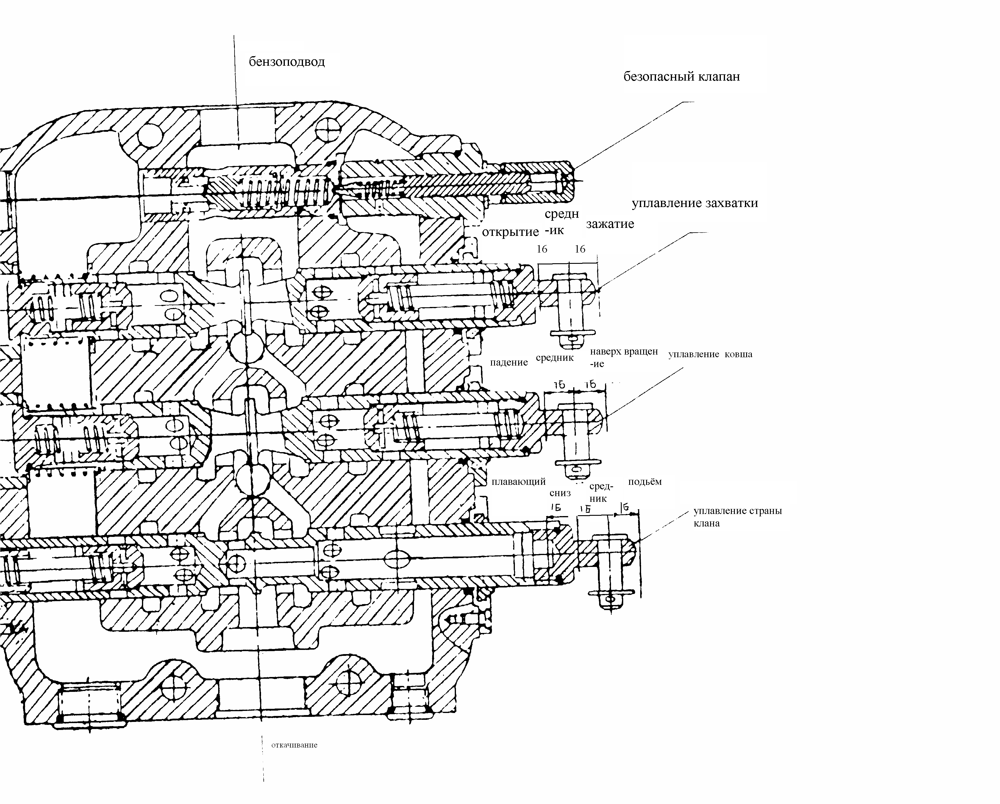 бензоподвод
безопасный клапан
уплавление захватки
открытие
средн
-ик
зажатие
16 16
падение
средник
наверх вращен
-ие
уплавление ковша
16 16
плавающий
сниз
сред-
ник
подьём
16 16 16
уплавление страны
клана
откачивание